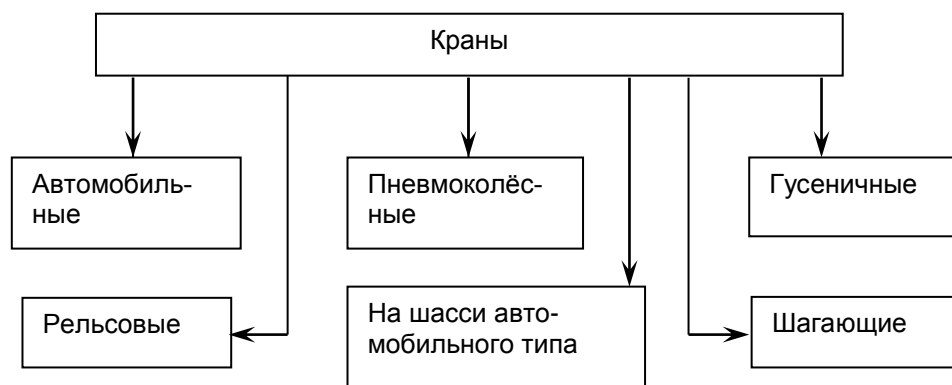 Краны
Автомобиль-
ные
Пневмоколёс-
ные
Гусеничные
Рельсовые
На шасси авто-
мобильного типа
Шагающие